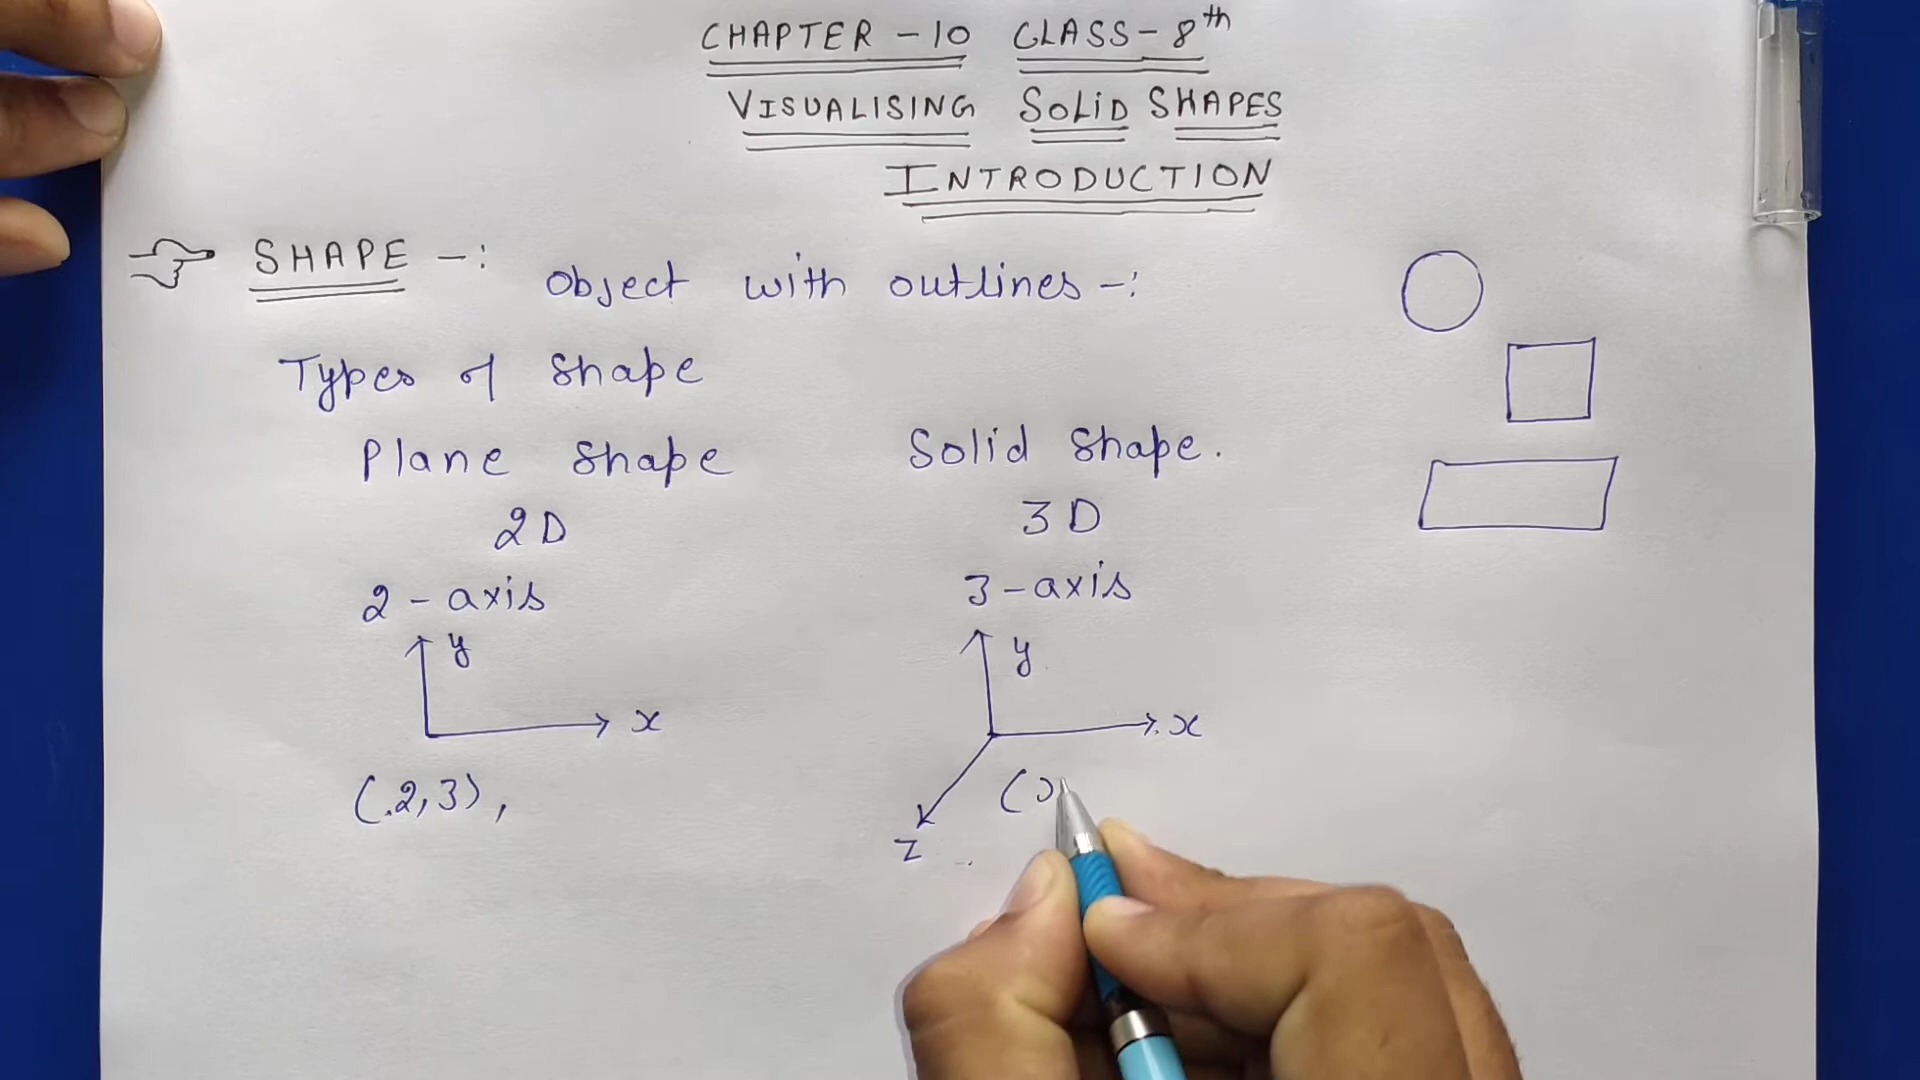 CHAPTER - 10 CLASS - 8th
VISUALISING SOLID SHAPES
INTRODUCTION
SHAPE -: Object with outlines -:
Types of shape
Plane shape Solid shape.
2D 3D
2 - axis 3 - axis
y y
x x
(2,3), (
z